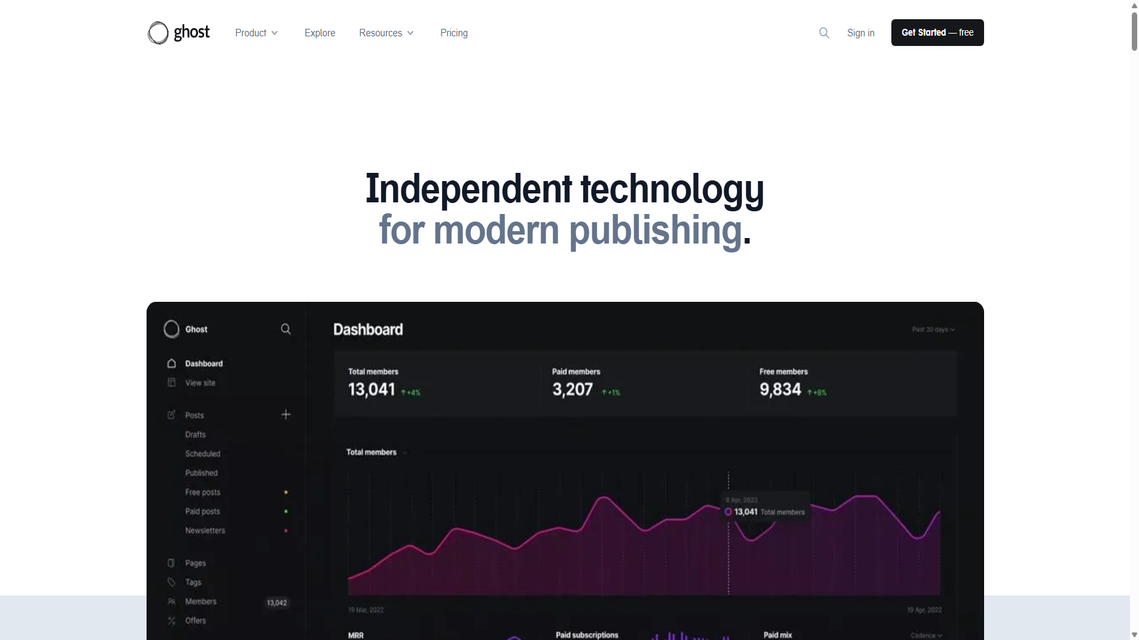 ghost
Product
Explore
Resources
Pricing
Sign in
Get Started — free
Independent technology
for modern publishing.
Ghost
Dashboard
View site
Posts
Drafts
Scheduled
Published
Free posts
Paid posts
Newsletters
Pages
Tags
Members
13,042
Offers
Dashboard
Past 30 days
Total members
13,041 +4%
Paid members
3,207 +1%
Free members
9,834 +8%
Total members
8 Apr, 2022
13,041 Total members
19 Mar, 2022
19 Apr, 2022
MRR
Paid subscriptions
Paid mix
Cadence